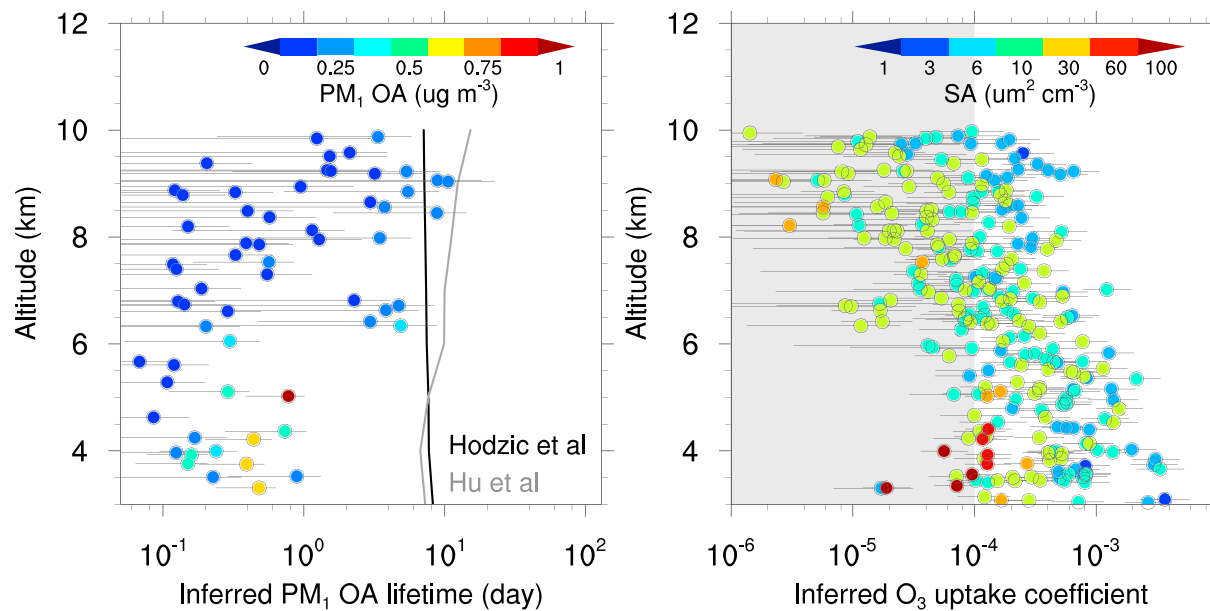 12
10
8
6
4
Altitude (km)
0 0.25 0.5 0.75 1
PM₁ OA (ug m⁻³)
Hodzic et al
Hu et al
10⁻¹ 10⁰ 10¹ 10²
Inferred PM₁ OA lifetime (day)
12
10
8
6
4
Altitude (km)
1 3 6 10 30 60 100
SA (um² cm⁻³)
10⁻⁶ 10⁻⁵ 10⁻⁴ 10⁻³
Inferred O₃ uptake coefficient